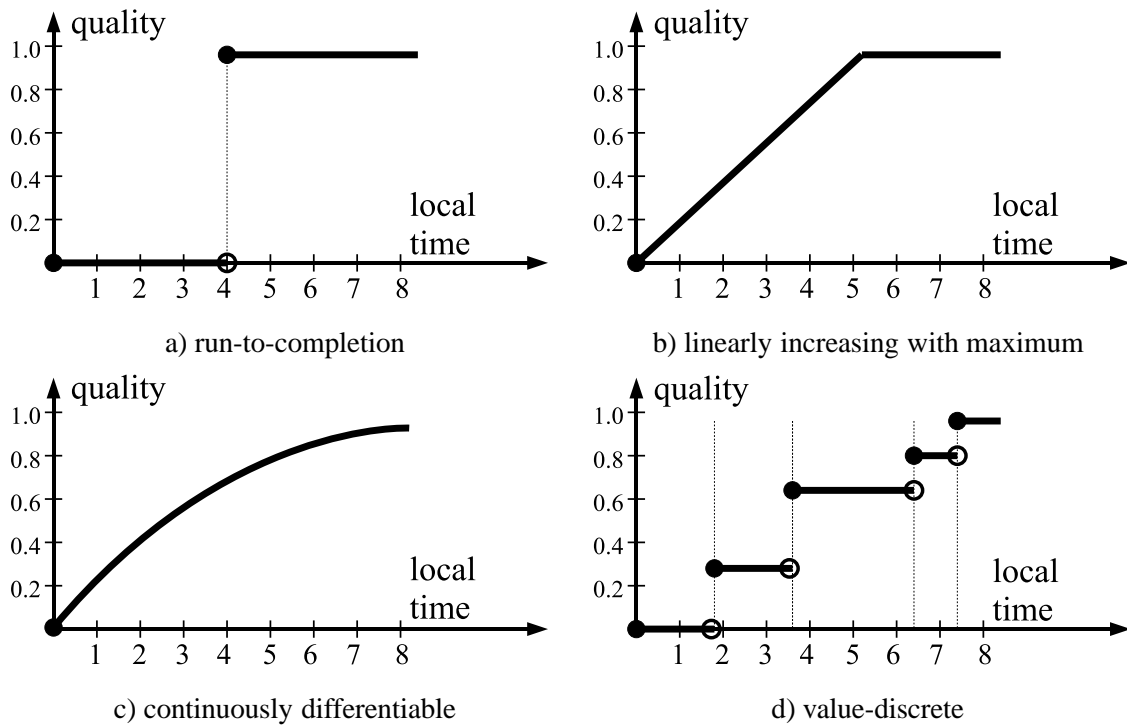 quality
1.0
0.8
0.6
0.4
0.2
local
time
1 2 3 4 5 6 7 8
a) run-to-completion
quality
1.0
0.8
0.6
0.4
0.2
local
time
1 2 3 4 5 6 7 8
b) linearly increasing with maximum
quality
1.0
0.8
0.6
0.4
0.2
local
time
1 2 3 4 5 6 7 8
c) continuously differentiable
quality
1.0
0.8
0.6
0.4
0.2
local
time
1 2 3 4 5 6 7 8
d) value-discrete